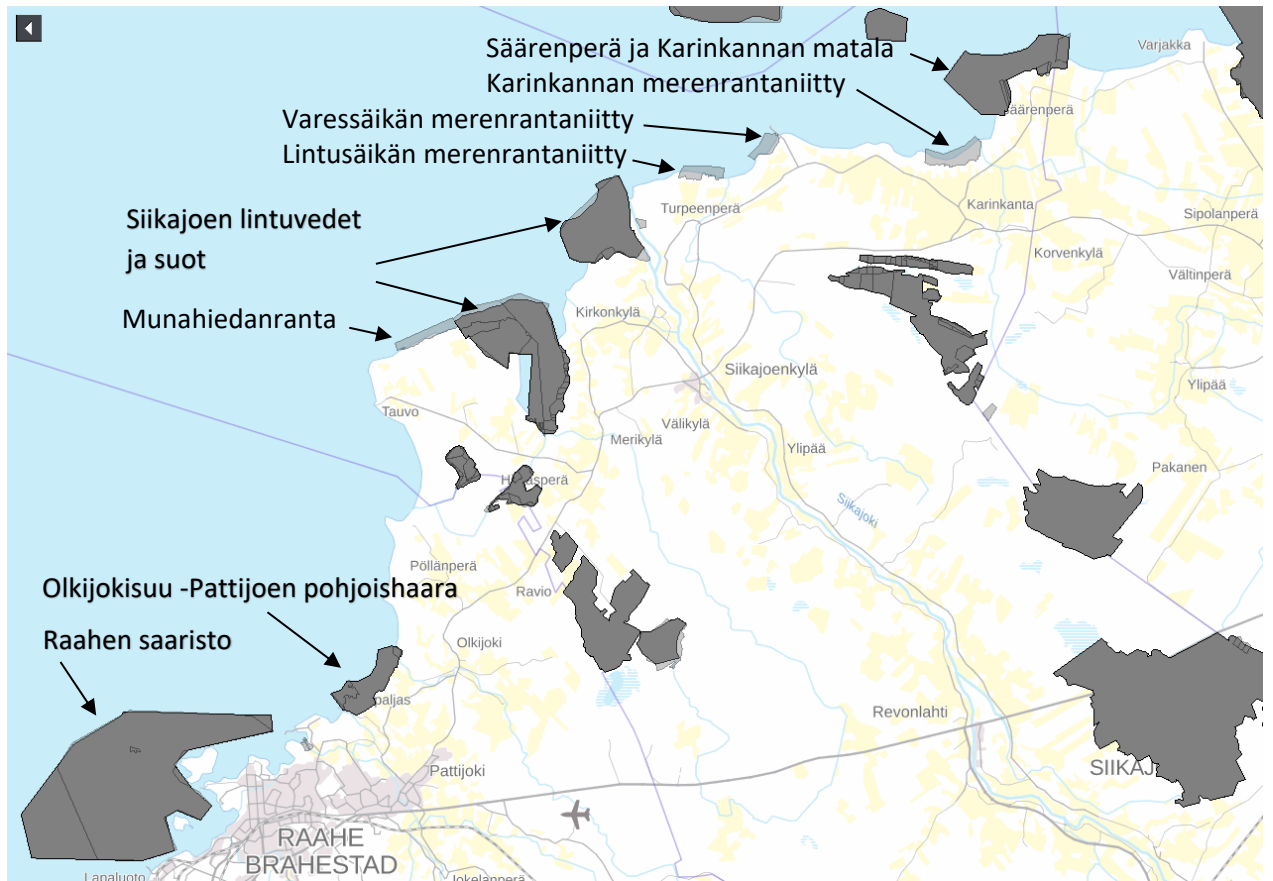 Säärenperä ja Karinkannan matala
Varjakka
Karinkannan merenrantaniitty
Säärenperä
Varessäikän merenrantaniitty
Lintusäikän merenrantaniitty
Turpeenperä
Karinkanta
Sipolanperä
Siikajoen lintuvedet
ja suot
Korvenkylä
Vältinperä
Munahiedanranta
Kirkonkylä
Siikajoenkylä
Ylipää
Tauvo
Välikylä
Merikylä
Ylipää
Pakanen
Siikajoki
Pöllänperä
Ravio
Olkijokisuu -Pattijoen pohjoishaara
Raahen saaristo
Olkijoki
paljas
Revonlahti
Pattijoki
SIIKAJ
RAAHE
BRAHESTAD
Lapaluoto
Jokelanperä